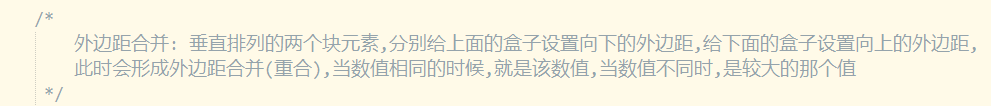 /*
外边距合并: 垂直排列的两个块元素,分别给上面的盒子设置向下的外边距,给下面的盒子设置向上的外边距,
此时会形成外边距合并(重合),当数值相同的时候,就是该数值,当数值不同时,是较大的那个值
*/